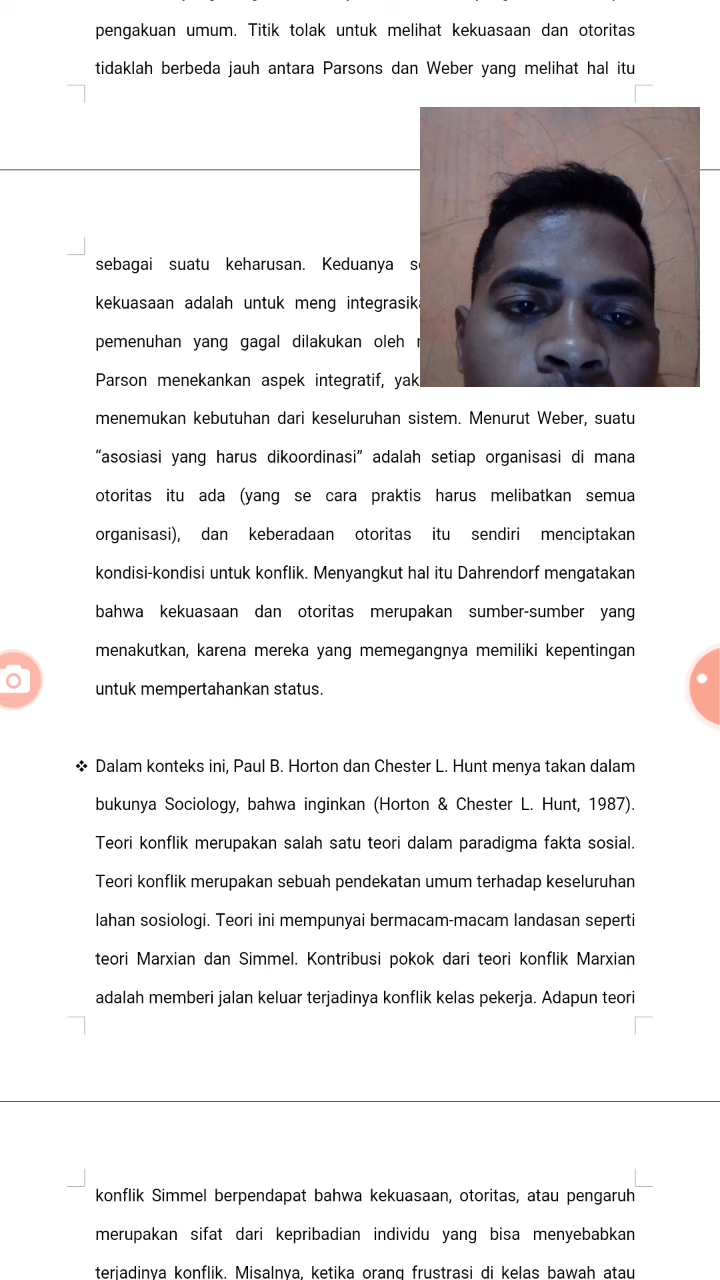 pengakuan umum. Titik tolak untuk melihat kekuasaan dan otoritas
tidaklah berbeda jauh antara Parsons dan Weber yang melihat hal itu
sebagai suatu keharusan. Keduanya
kekuasaan adalah untuk meng
pemenuhan yang gagal dilakukan oleh
Parson menekankan aspek integratif,
menemukan kebutuhan dari keseluruhan sistem. Menurut Weber, suatu
“asosiasi yang harus dikoordinasi” adalah setiap organisasi di mana
otoritas itu ada (yang se cara praktis harus melibatkan semua
organisasi), dan keberadaan otoritas itu sendiri menciptakan
kondisi-kondisi untuk konflik. Menyangkut hal itu Dahrendorf mengatakan
bahwa kekuasaan dan otoritas merupakan sumber-sumber yang
menakutkan, karena mereka yang memegangnya memiliki kepentingan
untuk mempertahankan status.
❖ Dalam konteks ini, Paul B. Horton dan Chester L. Hunt menya takan dalam
bukunya Sociology, bahwa inginkan (Horton & Chester L. Hunt, 1987).
Teori konflik merupakan salah satu teori dalam paradigma fakta sosial.
Teori konflik merupakan sebuah pendekatan umum terhadap keseluruhan
lahan sosiologi. Teori ini mempunyai bermacam-macam landasan seperti
teori Marxian dan Simmel. Kontribusi pokok dari teori konflik Marxian
adalah memberi jalan keluar terjadinya konflik kelas pekerja. Adapun teori
konflik Simmel berpendapat bahwa kekuasaan, otoritas, atau pengaruh
merupakan sifat dari kepribadian individu yang bisa menyebabkan
terjadinya konflik. Misalnya, ketika orang frustrasi di kelas bawah atau